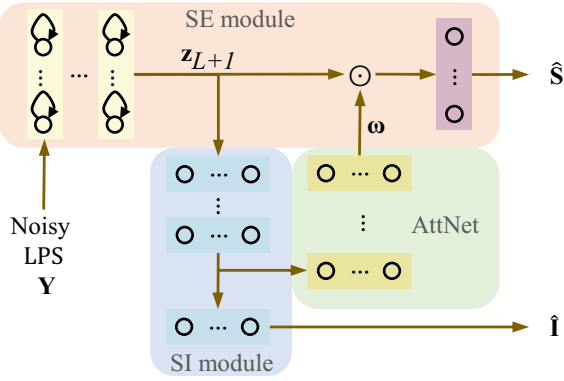 SE module
z_{L+1}
⊙
Ŝ
ω
Noisy
LPS
Y
AttNet
Î
SI module